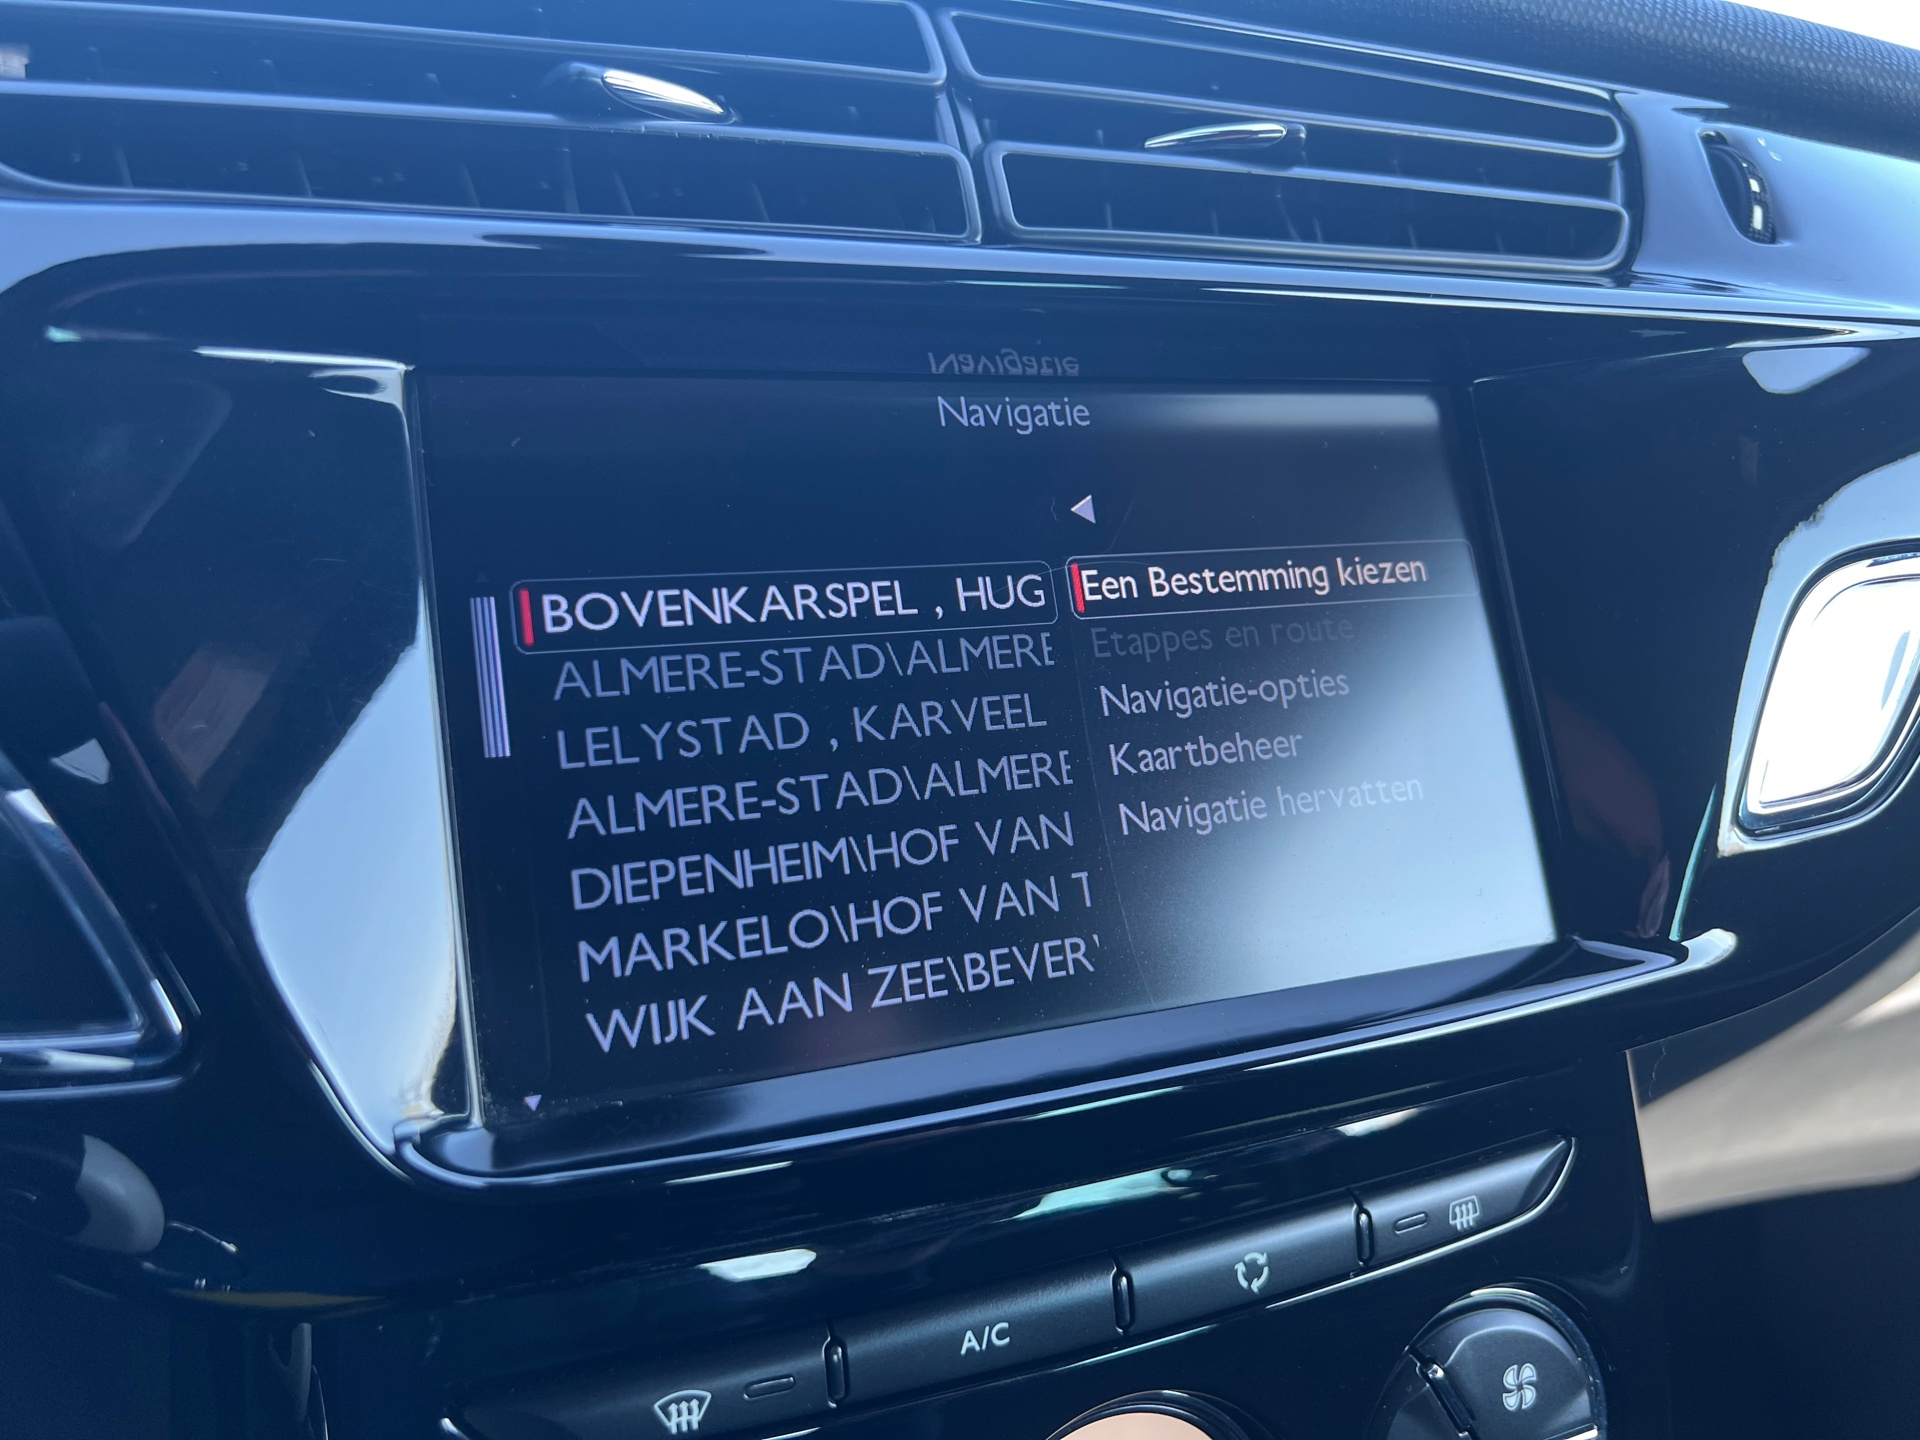 Navigatie
BOVENKARSPEL , HUG
ALMERE-STAD\ALMERE
LELYSTAD , KARVEEL
ALMERE-STAD\ALMERE
DIEPENHEIM\HOF VAN
MARKELO\HOF VAN T
WIJK AAN ZEE\BEVER
Een Bestemming kiezen
Etappes en route
Navigatie-opties
Kaartbeheer
Navigatie hervatten
A/C